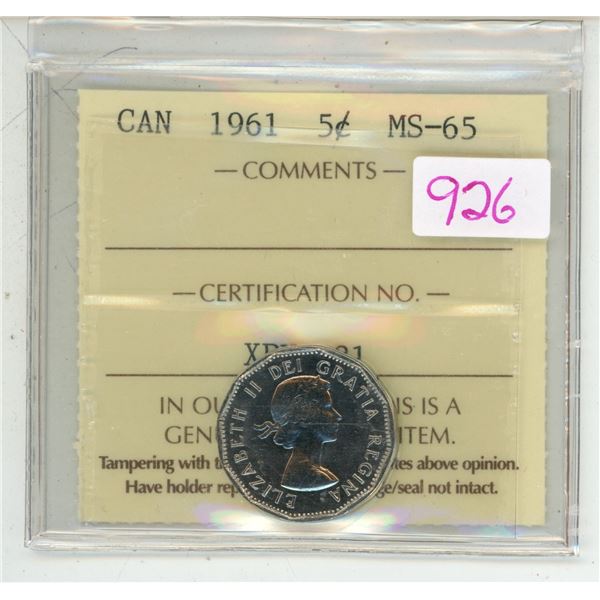 CAN 1961 5¢ MS-65
— COMMENTS —
926
— CERTIFICATION NO. —
ELIZABETH II DEI GRATIA REGINA
IN OU IS IS A
GEN ITEM.
Tampering with t es above opinion.
Have holder rep ge/seal not intact.